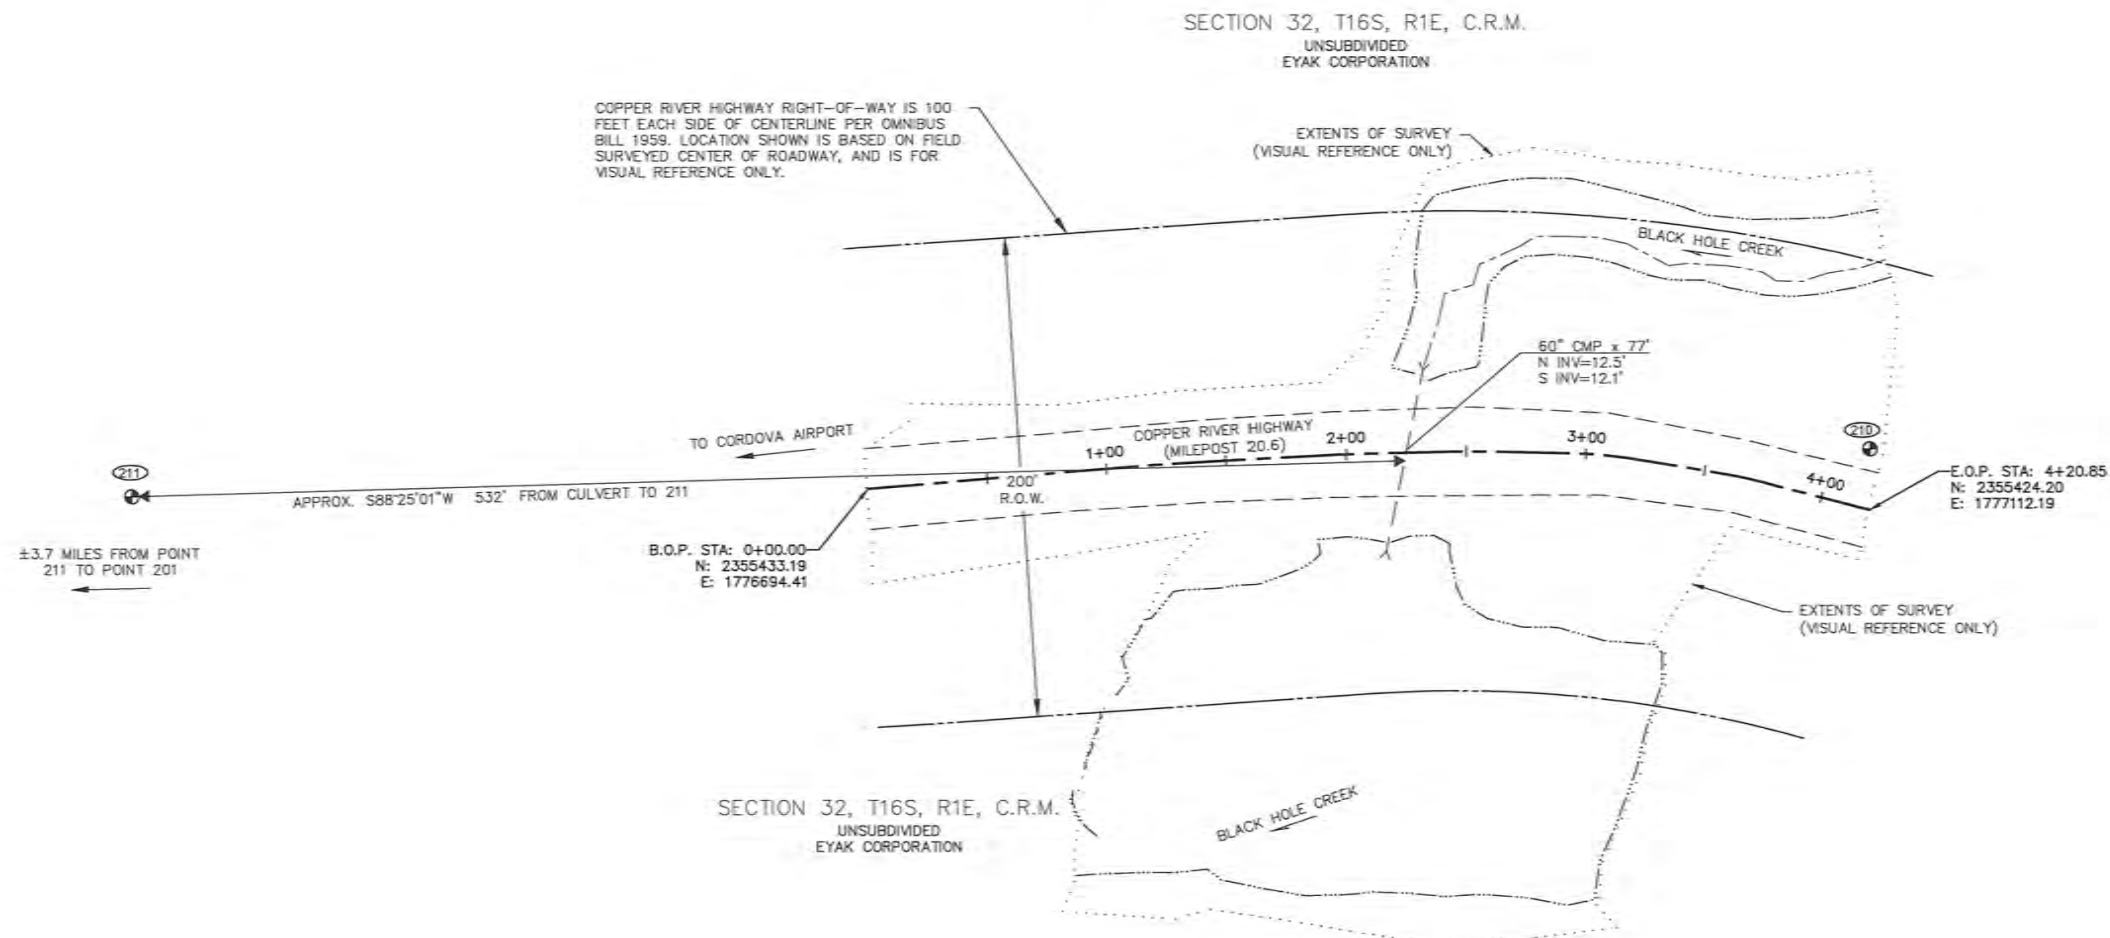 SECTION 32, T16S, R1E, C.R.M.
UNSUBDIVIDED
EYAK CORPORATION
COPPER RIVER HIGHWAY RIGHT-OF-WAY IS 100
FEET EACH SIDE OF CENTERLINE PER OMNIBUS
BILL 1959. LOCATION SHOWN IS BASED ON FIELD
SURVEYED CENTER OF ROADWAY, AND IS FOR
VISUAL REFERENCE ONLY.
EXTENTS OF SURVEY
(VISUAL REFERENCE ONLY)
BLACK HOLE CREEK
60" CMP x 77'
N INV=12.5'
S INV=12.1'
TO CORDOVA AIRPORT
COPPER RIVER HIGHWAY
(MILEPOST 20.6)
1+00
2+00
3+00
4+00
210
211
APPROX. S88°25'01"W 532' FROM CULVERT TO 211
200'
R.O.W.
E.O.P. STA: 4+20.85
N: 2355424.20
E: 1777112.19
B.O.P. STA: 0+00.00
N: 2355433.19
E: 1776694.41
±3.7 MILES FROM POINT
211 TO POINT 201
EXTENTS OF SURVEY
(VISUAL REFERENCE ONLY)
SECTION 32, T16S, R1E, C.R.M.
UNSUBDIVIDED
EYAK CORPORATION
BLACK HOLE CREEK